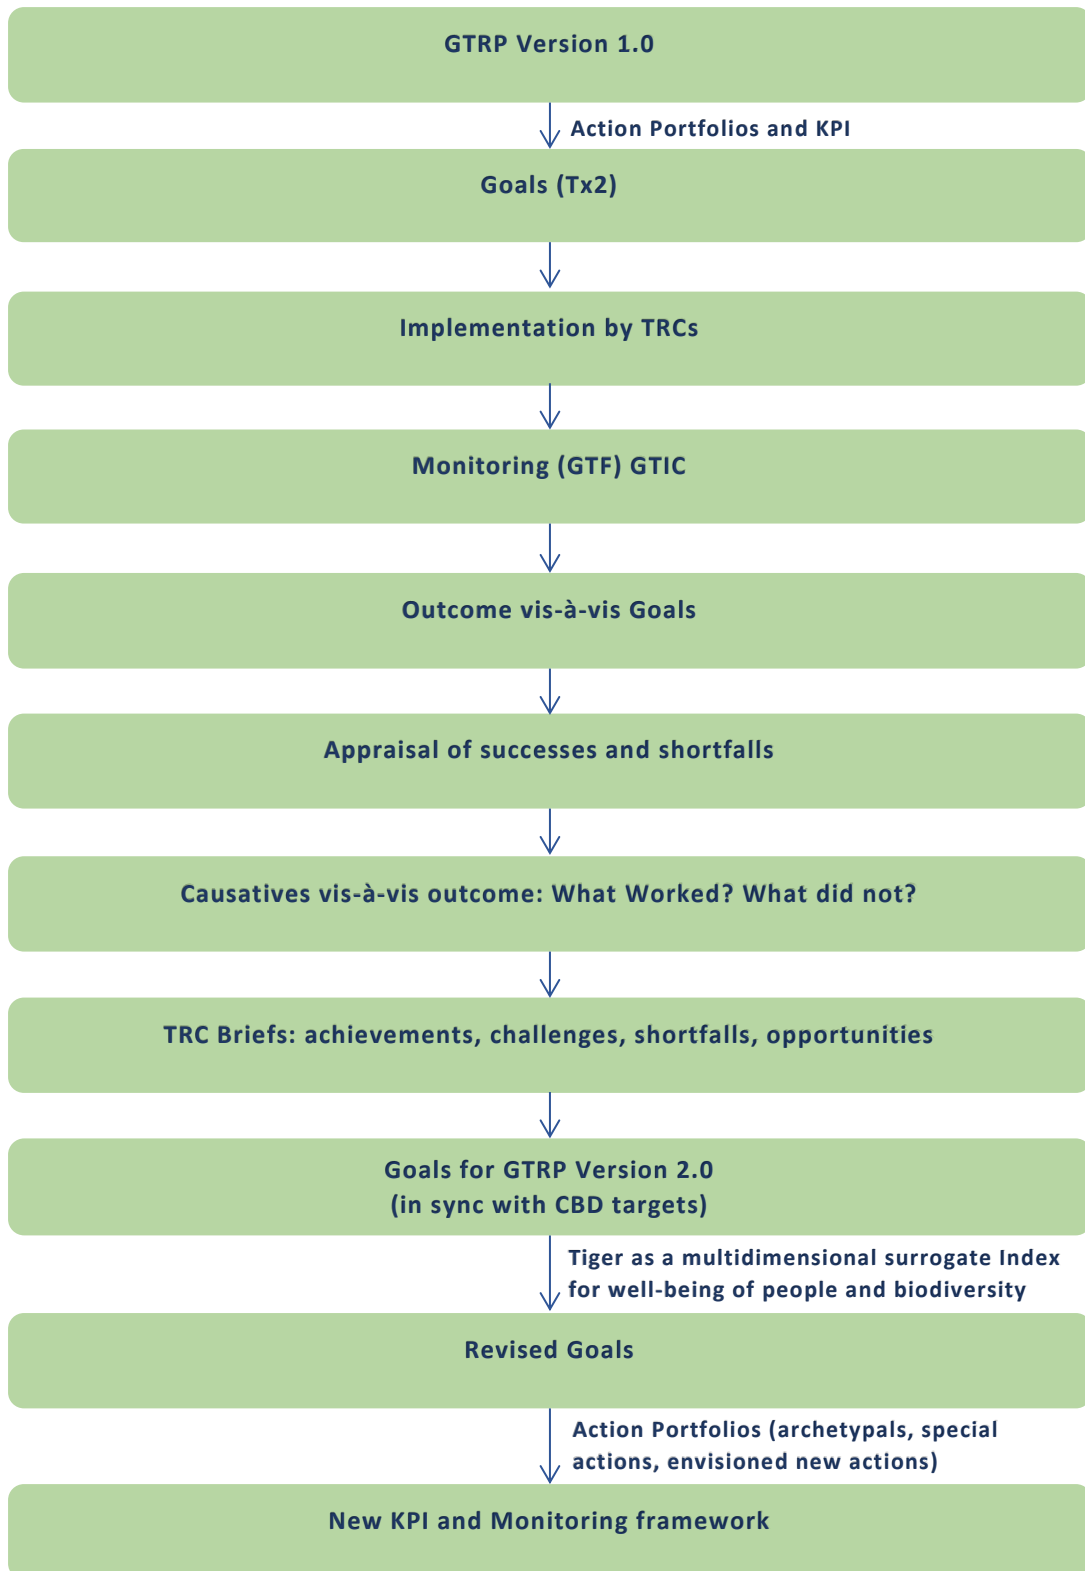 GTRP Version 1.0
Action Portfolios and KPI
Goals (Tx2)
Implementation by TRCs
Monitoring (GTF) GTIC
Outcome vis-à-vis Goals
Appraisal of successes and shortfalls
Causatives vis-à-vis outcome: What Worked? What did not?
TRC Briefs: achievements, challenges, shortfalls, opportunities
Goals for GTRP Version 2.0
(in sync with CBD targets)
Tiger as a multidimensional surrogate Index
for well-being of people and biodiversity
Revised Goals
Action Portfolios (archetypals, special
actions, envisioned new actions)
New KPI and Monitoring framework